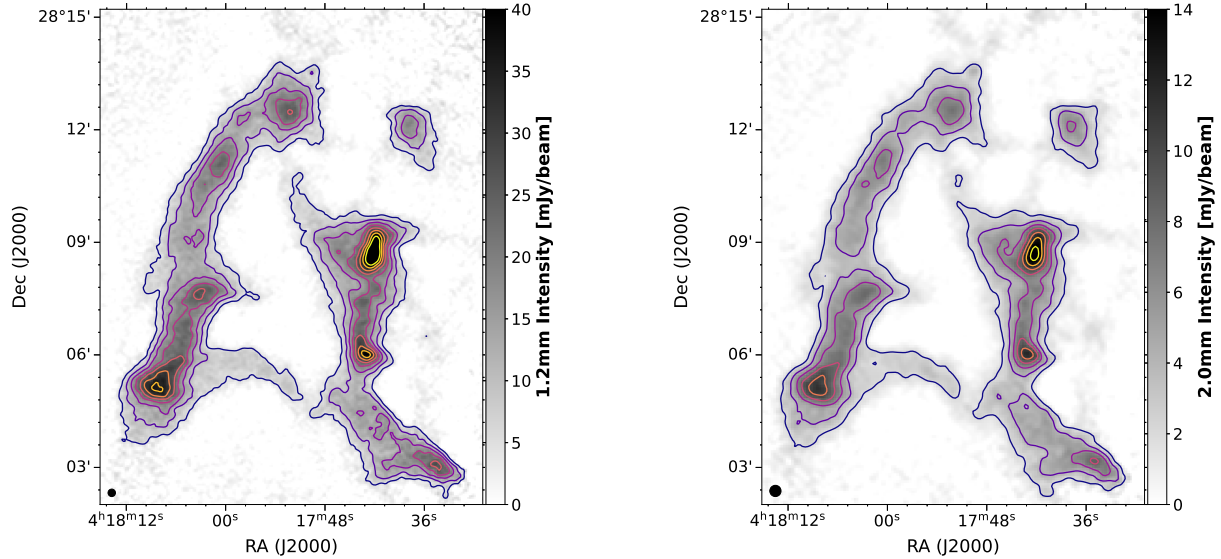 28°15'
12'
09'
06'
03'
Dec (J2000)
4ʰ18ᵐ12ˢ
00ˢ
17ᵐ48ˢ
36ˢ
RA (J2000)
40
35
30
25
20
15
10
5
0
1.2mm Intensity [mJy/beam]
28°15'
12'
09'
06'
03'
Dec (J2000)
4ʰ18ᵐ12ˢ
00ˢ
17ᵐ48ˢ
36ˢ
RA (J2000)
14
12
10
8
6
4
2
0
2.0mm Intensity [mJy/beam]